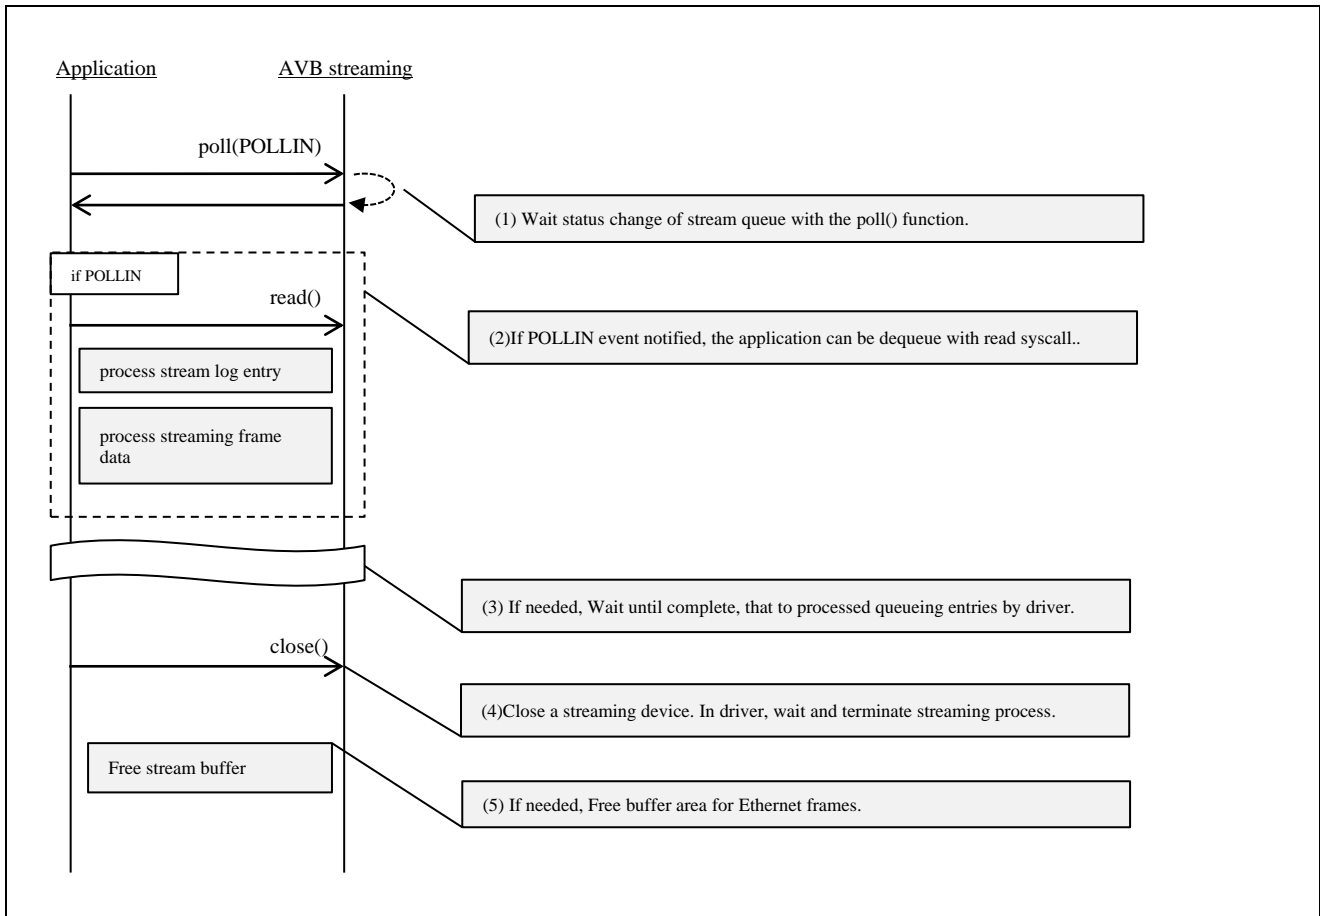 Application
AVB streaming
poll(POLLIN)
(1) Wait status change of stream queue with the poll() function.
if POLLIN
read()
(2)If POLLIN event notified, the application can be dequeue with read syscall..
process stream log entry
process streaming frame
data
(3) If needed, Wait until complete, that to processed queueing entries by driver.
close()
(4)Close a streaming device. In driver, wait and terminate streaming process.
Free stream buffer
(5) If needed, Free buffer area for Ethernet frames.